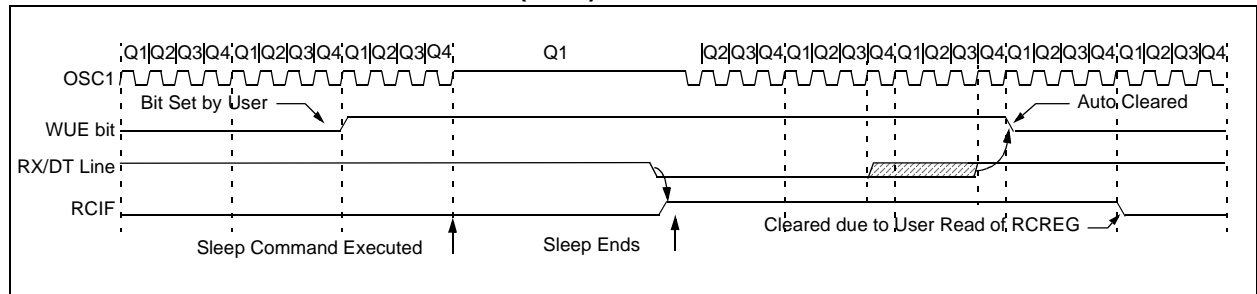 Q1|Q2|Q3|Q4|Q1|Q2|Q3|Q4|Q1|Q2|Q3|Q4 Q1 |Q2|Q3|Q4|Q1|Q2|Q3|Q4|Q1|Q2|Q3|Q4|Q1|Q2|Q3|Q4|Q1|Q2|Q3|Q4
OSC1
Bit Set by User Auto Cleared
WUE bit
RX/DT Line
RCIF
Cleared due to User Read of RCREG
Sleep Command Executed Sleep Ends